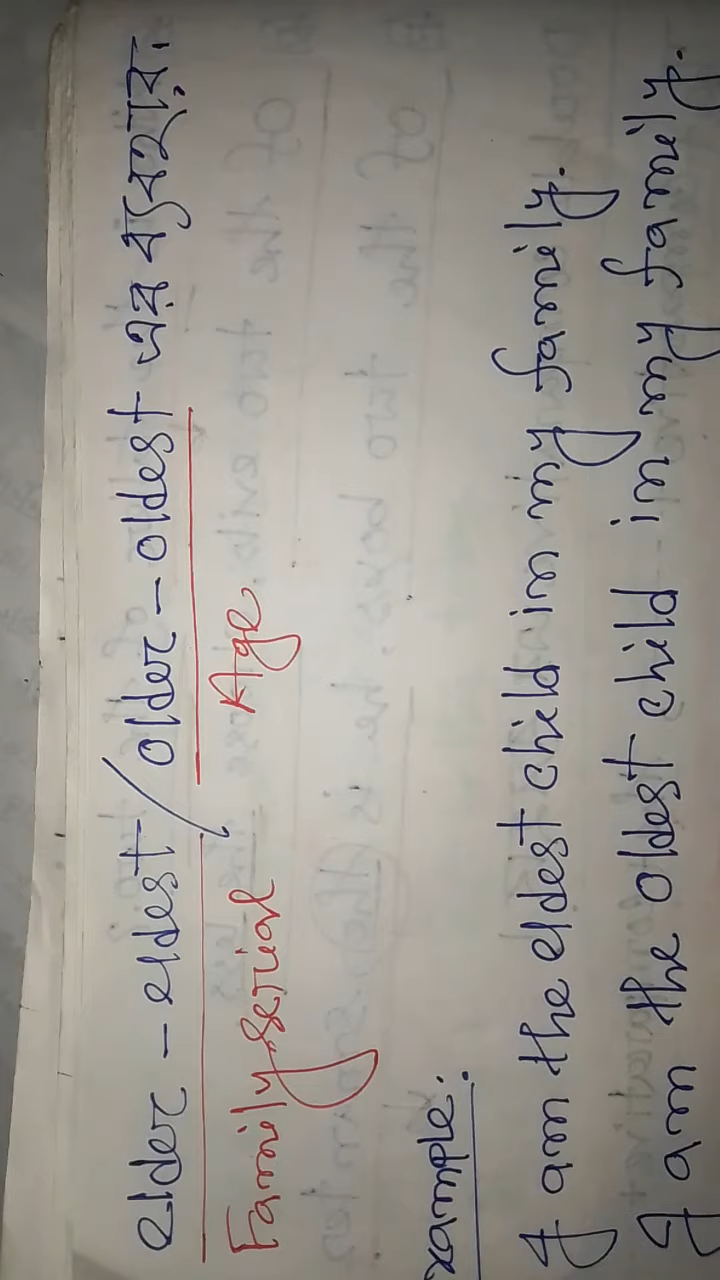 elder - eldest / older - oldest এর ব্যবহার।
Family serial Age
xample:
I am the eldest child in my family.
I am the oldest child in my family.